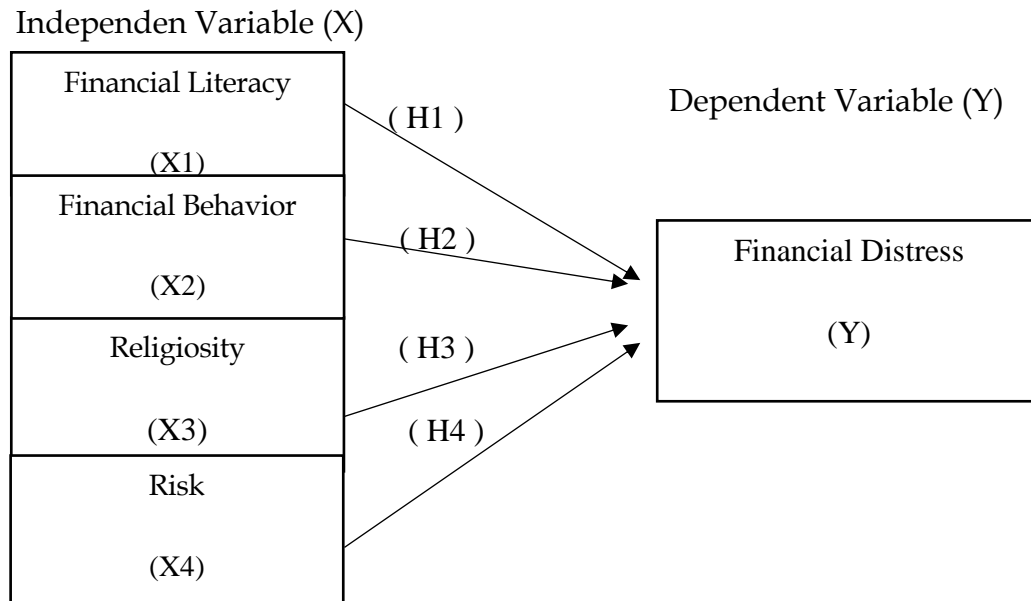 Independen Variable (X)
Financial Literacy
(X1)
Financial Behavior
(X2)
Religiosity
(X3)
Risk
(X4)
( H1 )
( H2 )
( H3 )
( H4 )
Dependent Variable (Y)
Financial Distress
(Y)